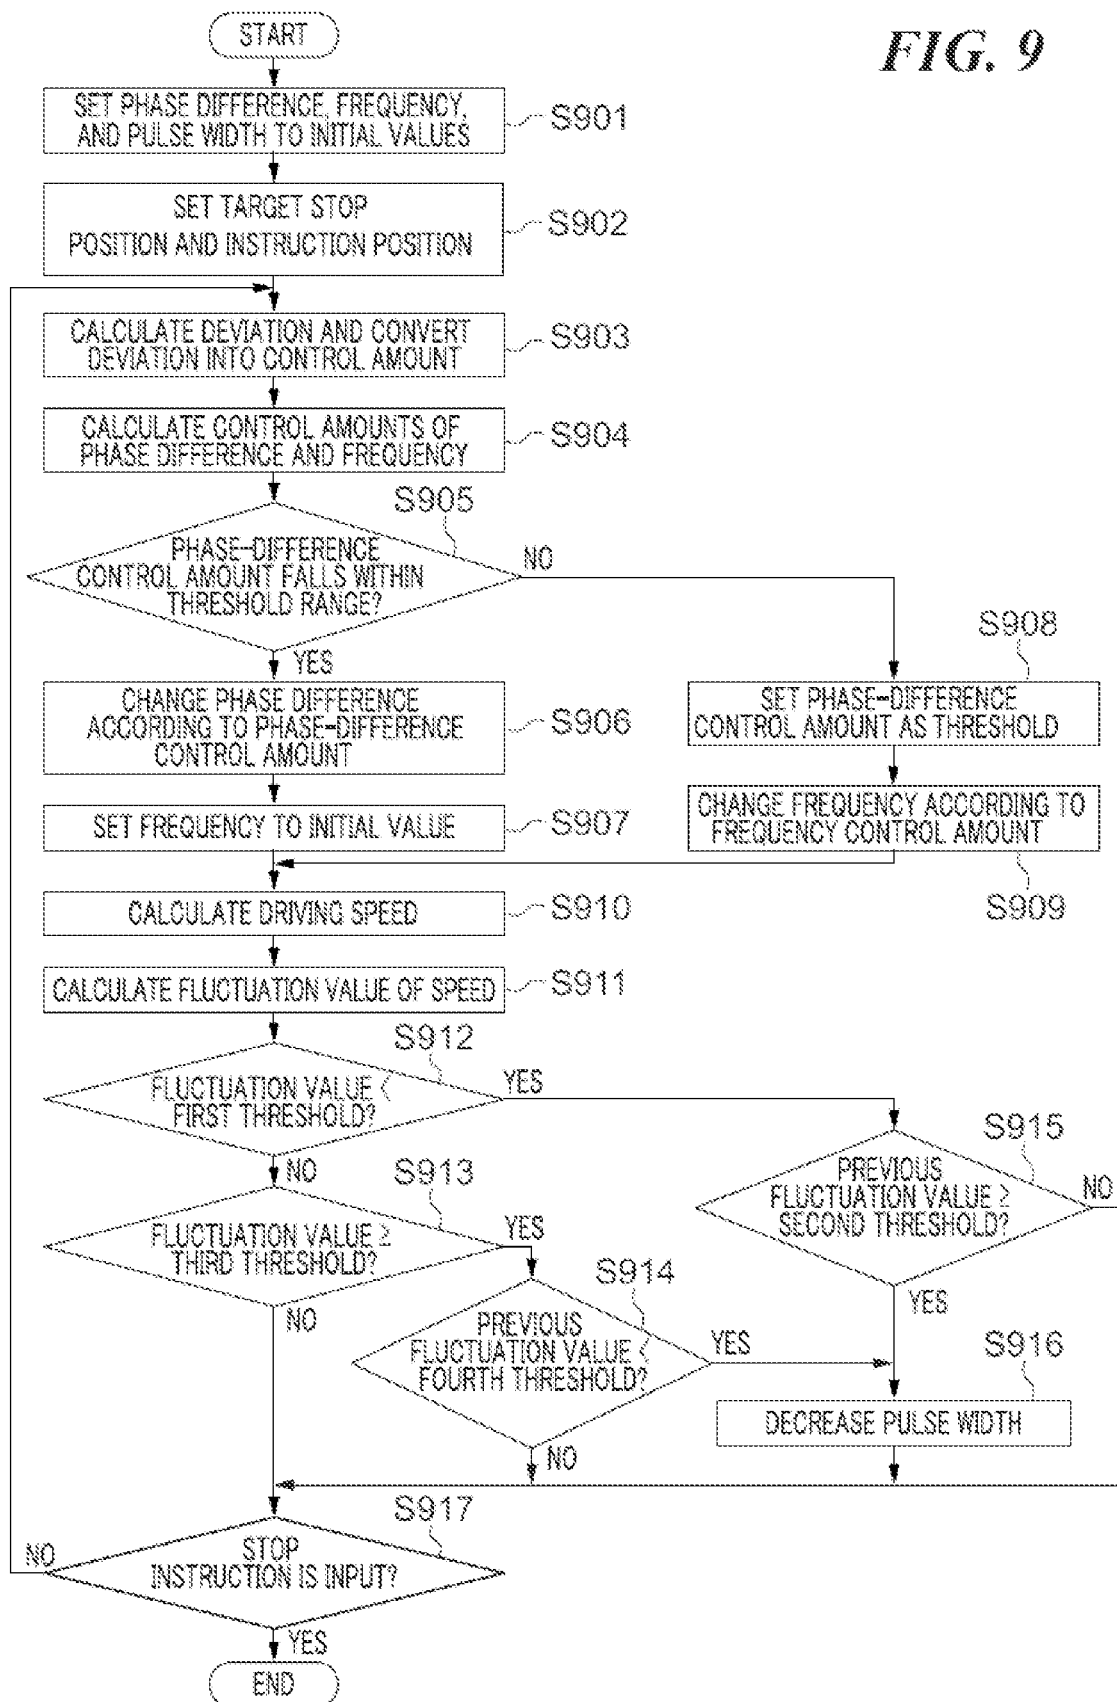 START
FIG. 9
SET PHASE DIFFERENCE, FREQUENCY,
AND PULSE WIDTH TO INITIAL VALUES
S901
SET TARGET STOP
POSITION AND INSTRUCTION POSITION
S902
CALCULATE DEVIATION AND CONVERT
DEVIATION INTO CONTROL AMOUNT
S903
CALCULATE CONTROL AMOUNTS OF
PHASE DIFFERENCE AND FREQUENCY
S904
S905
PHASE-DIFFERENCE
CONTROL AMOUNT FALLS WITHIN
THRESHOLD RANGE?
NO
YES
CHANGE PHASE DIFFERENCE
ACCORDING TO PHASE-DIFFERENCE
CONTROL AMOUNT
S906
S908
SET PHASE-DIFFERENCE
CONTROL AMOUNT AS THRESHOLD
SET FREQUENCY TO INITIAL VALUE
S907
CHANGE FREQUENCY ACCORDING TO
FREQUENCY CONTROL AMOUNT
S909
CALCULATE DRIVING SPEED
S910
CALCULATE FLUCTUATION VALUE OF SPEED
S911
S912
FLUCTUATION VALUE <
FIRST THRESHOLD?
YES
NO
S915
PREVIOUS
FLUCTUATION VALUE ≥
SECOND THRESHOLD?
NO
YES
S913
FLUCTUATION VALUE ≥
THIRD THRESHOLD?
YES
NO
S914
PREVIOUS
FLUCTUATION VALUE <
FOURTH THRESHOLD?
YES
NO
S916
DECREASE PULSE WIDTH
S917
STOP
INSTRUCTION IS INPUT?
NO
YES
END